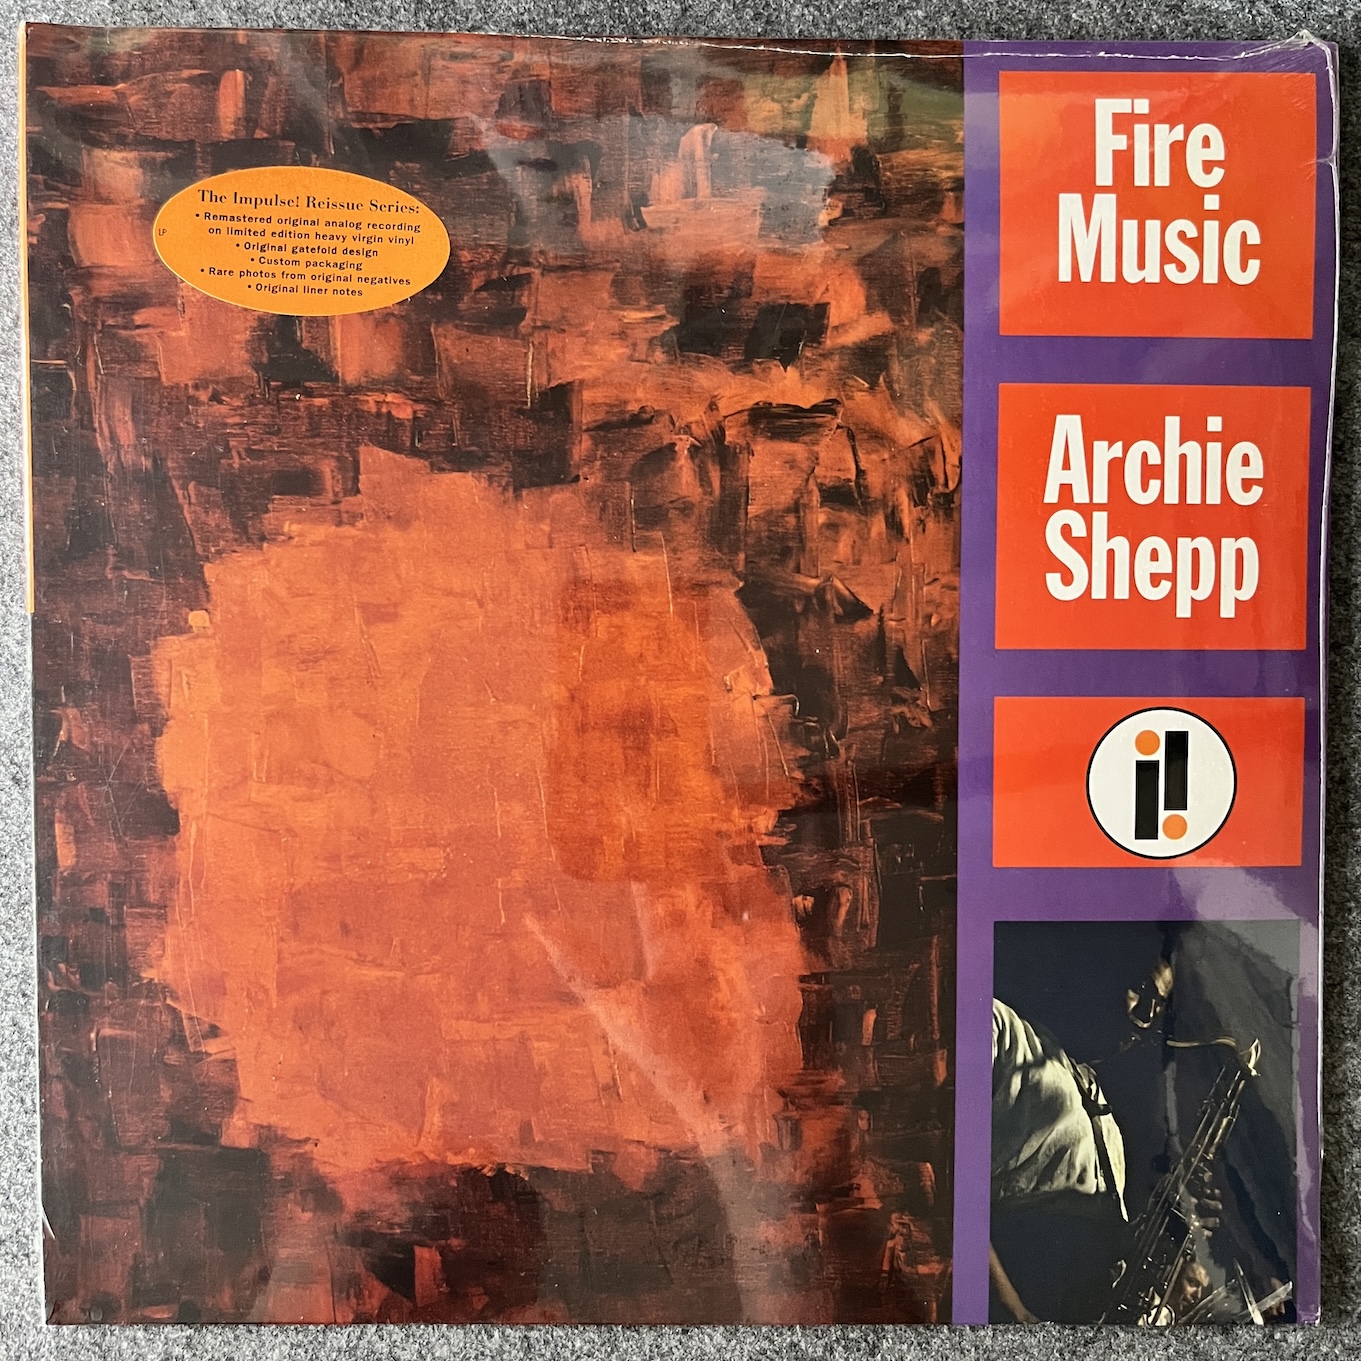 The Impulse! Reissue Series:
• Remastered original analog recording
on limited edition heavy virgin vinyl
• Original gatefold design
• Custom packaging
• Rare photos from original negatives
• Original liner notes
LP
Fire
Music
Archie
Shepp
i!